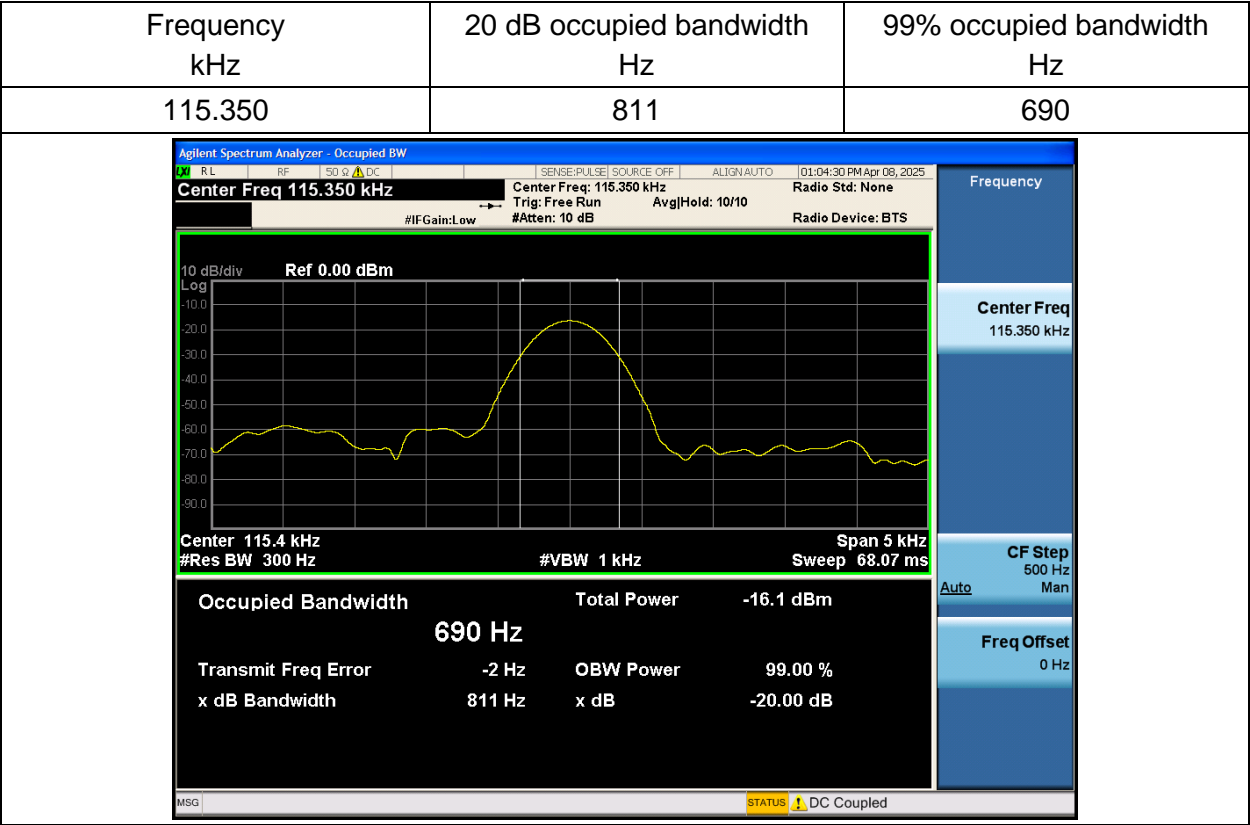 Frequency
kHz
20 dB occupied bandwidth
Hz
99% occupied bandwidth
Hz
115.350
811
690
Agilent Spectrum Analyzer - Occupied BW
LXI RL RF 50 Ω DC SENSE:PULSE SOURCE OFF ALIGN AUTO 01:04:30 PM Apr 08, 2025
Center Freq 115.350 kHz
#IFGain:Low
Center Freq: 115.350 kHz
Trig: Free Run Avg|Hold: 10/10
#Atten: 10 dB
Radio Std: None
Radio Device: BTS
10 dB/div Ref 0.00 dBm
Log
-10.0
-20.0
-30.0
-40.0
-50.0
-60.0
-70.0
-80.0
-90.0
Center 115.4 kHz Span 5 kHz
#Res BW 300 Hz #VBW 1 kHz Sweep 68.07 ms
Occupied Bandwidth Total Power -16.1 dBm
690 Hz
Transmit Freq Error -2 Hz OBW Power 99.00 %
x dB Bandwidth 811 Hz x dB -20.00 dB
Frequency
Center Freq
115.350 kHz
CF Step
500 Hz
Auto Man
Freq Offset
0 Hz
MSG STATUS DC Coupled